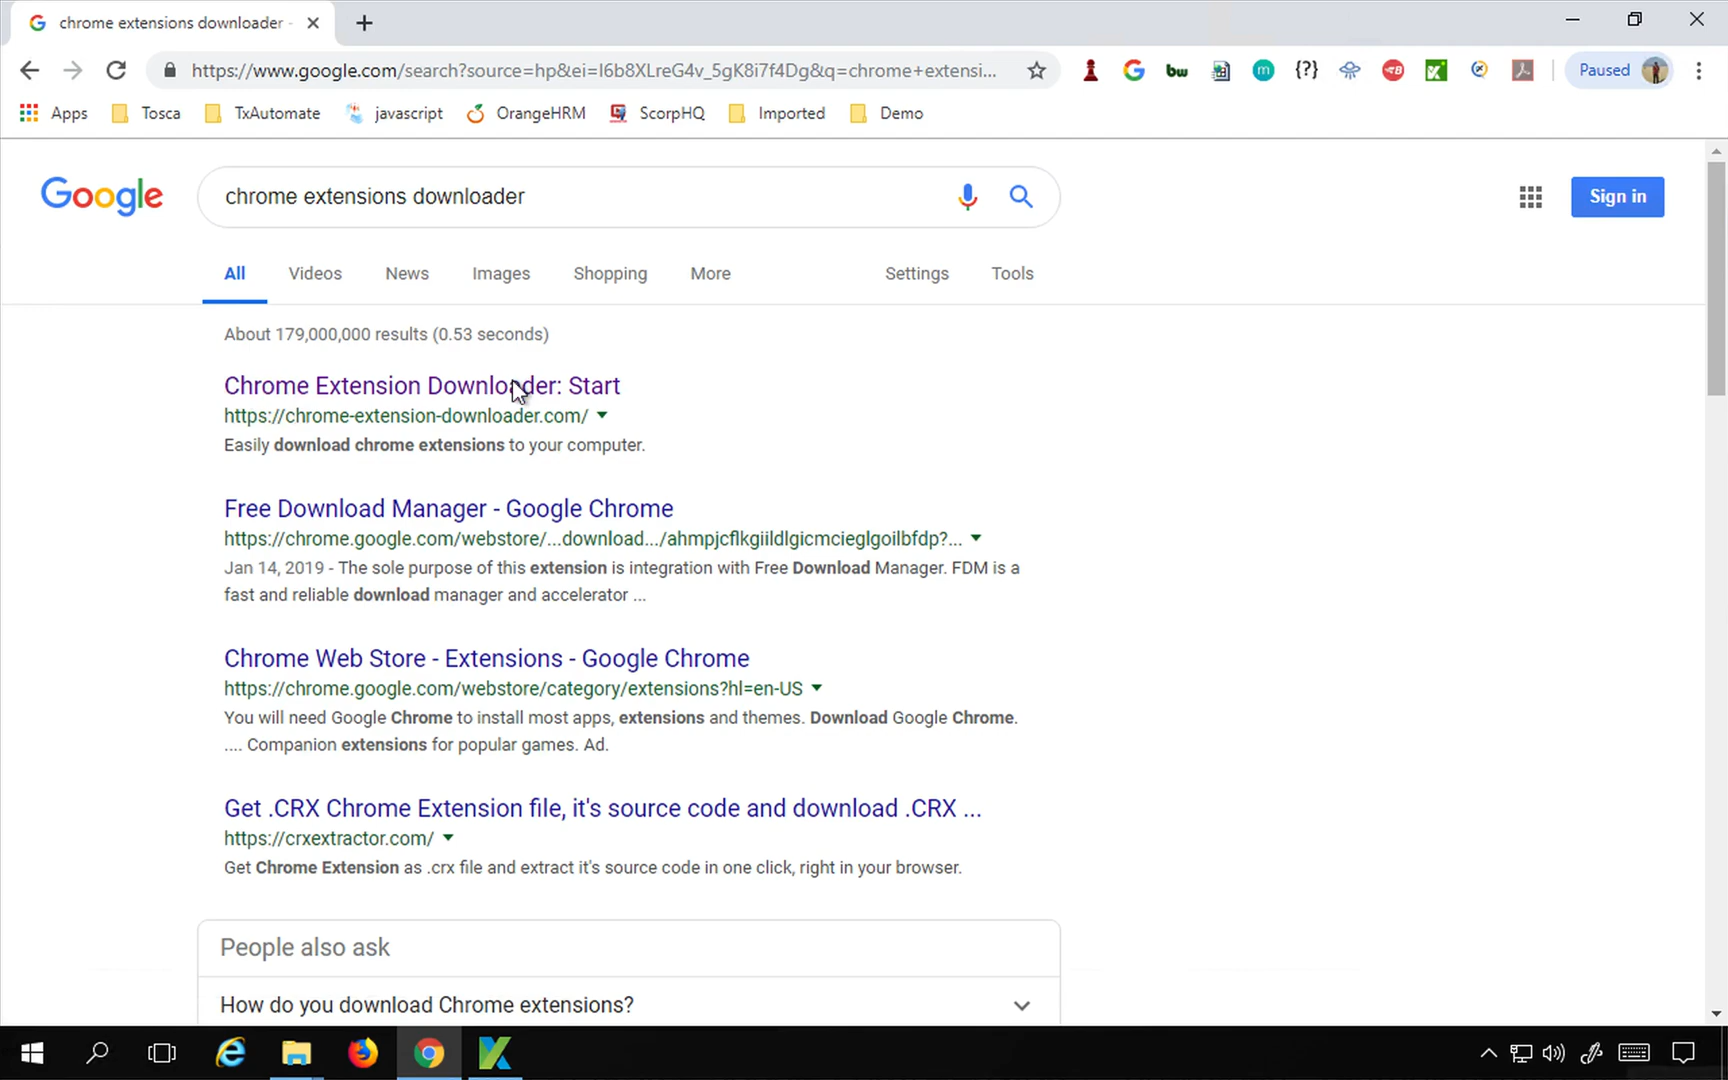 chrome extensions downloader -
https://www.google.com/search?source=hp&ei=I6b8XLreG4v_5gK8i7f4Dg&q=chrome+extensi...
bw
m
{?}
Paused
Apps
Tosca
TxAutomate
javascript
OrangeHRM
ScorpHQ
Imported
Demo
Google
chrome extensions downloader
Sign in
All
Videos
News
Images
Shopping
More
Settings
Tools
About 179,000,000 results (0.53 seconds)
Chrome Extension Downloader: Start
https://chrome-extension-downloader.com/
Easily download chrome extensions to your computer.
Free Download Manager - Google Chrome
https://chrome.google.com/webstore/...download.../ahmpjcflkgiildlgicmcieglgoilbfdp?...
Jan 14, 2019 - The sole purpose of this extension is integration with Free Download Manager. FDM is a
fast and reliable download manager and accelerator ...
Chrome Web Store - Extensions - Google Chrome
https://chrome.google.com/webstore/category/extensions?hl=en-US
You will need Google Chrome to install most apps, extensions and themes. Download Google Chrome.
.... Companion extensions for popular games. Ad.
Get .CRX Chrome Extension file, it's source code and download .CRX ...
https://crxextractor.com/
Get Chrome Extension as .crx file and extract it's source code in one click, right in your browser.
People also ask
How do you download Chrome extensions?